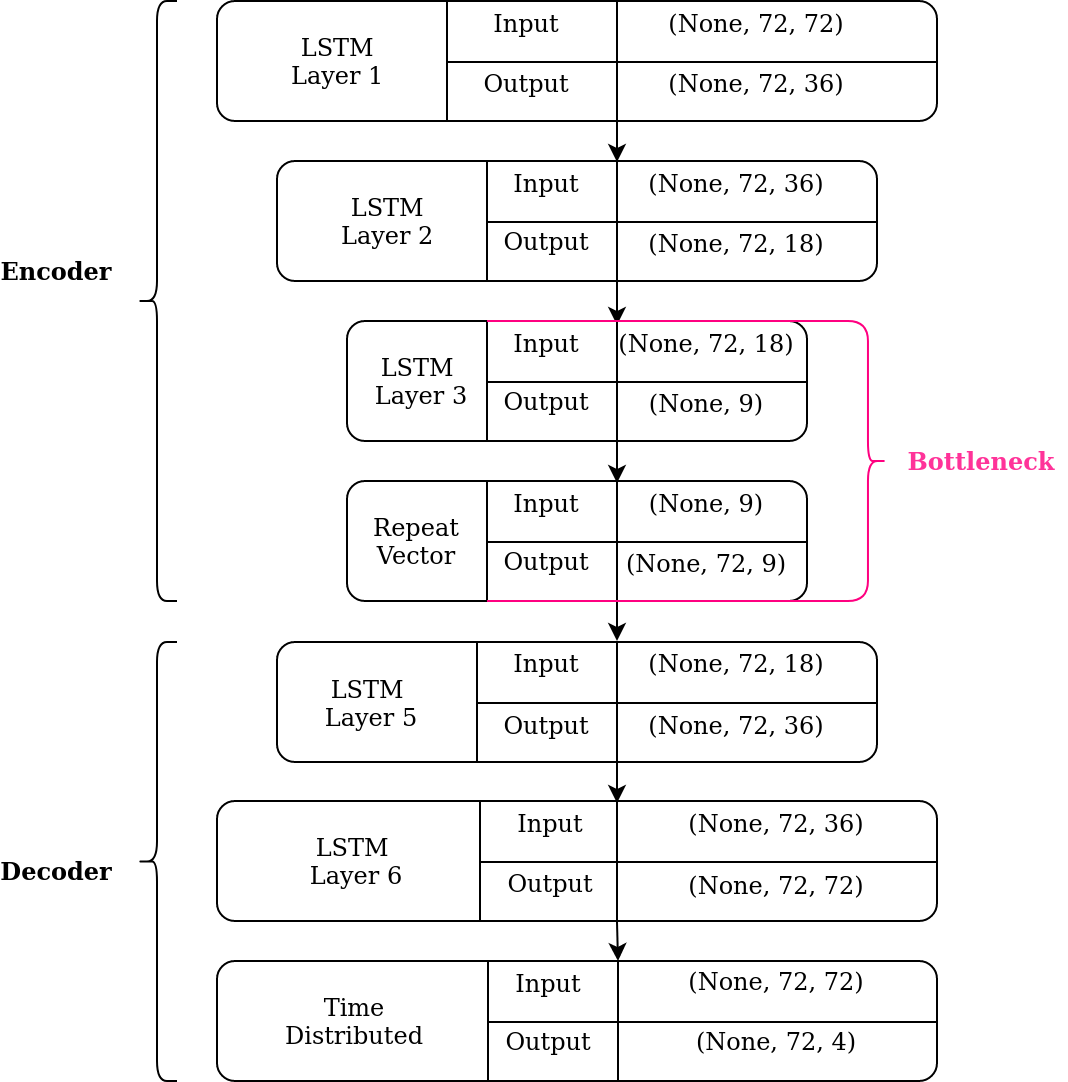 LSTM
Layer 1
Input
(None, 72, 72)
Output
(None, 72, 36)
LSTM
Layer 2
Input
(None, 72, 36)
Output
(None, 72, 18)
Encoder
LSTM
Layer 3
Input
(None, 72, 18)
Output
(None, 9)
Bottleneck
Repeat
Vector
Input
(None, 9)
Output
(None, 72, 9)
LSTM
Layer 5
Input
(None, 72, 18)
Output
(None, 72, 36)
Decoder
LSTM
Layer 6
Input
(None, 72, 36)
Output
(None, 72, 72)
Time
Distributed
Input
(None, 72, 72)
Output
(None, 72, 4)